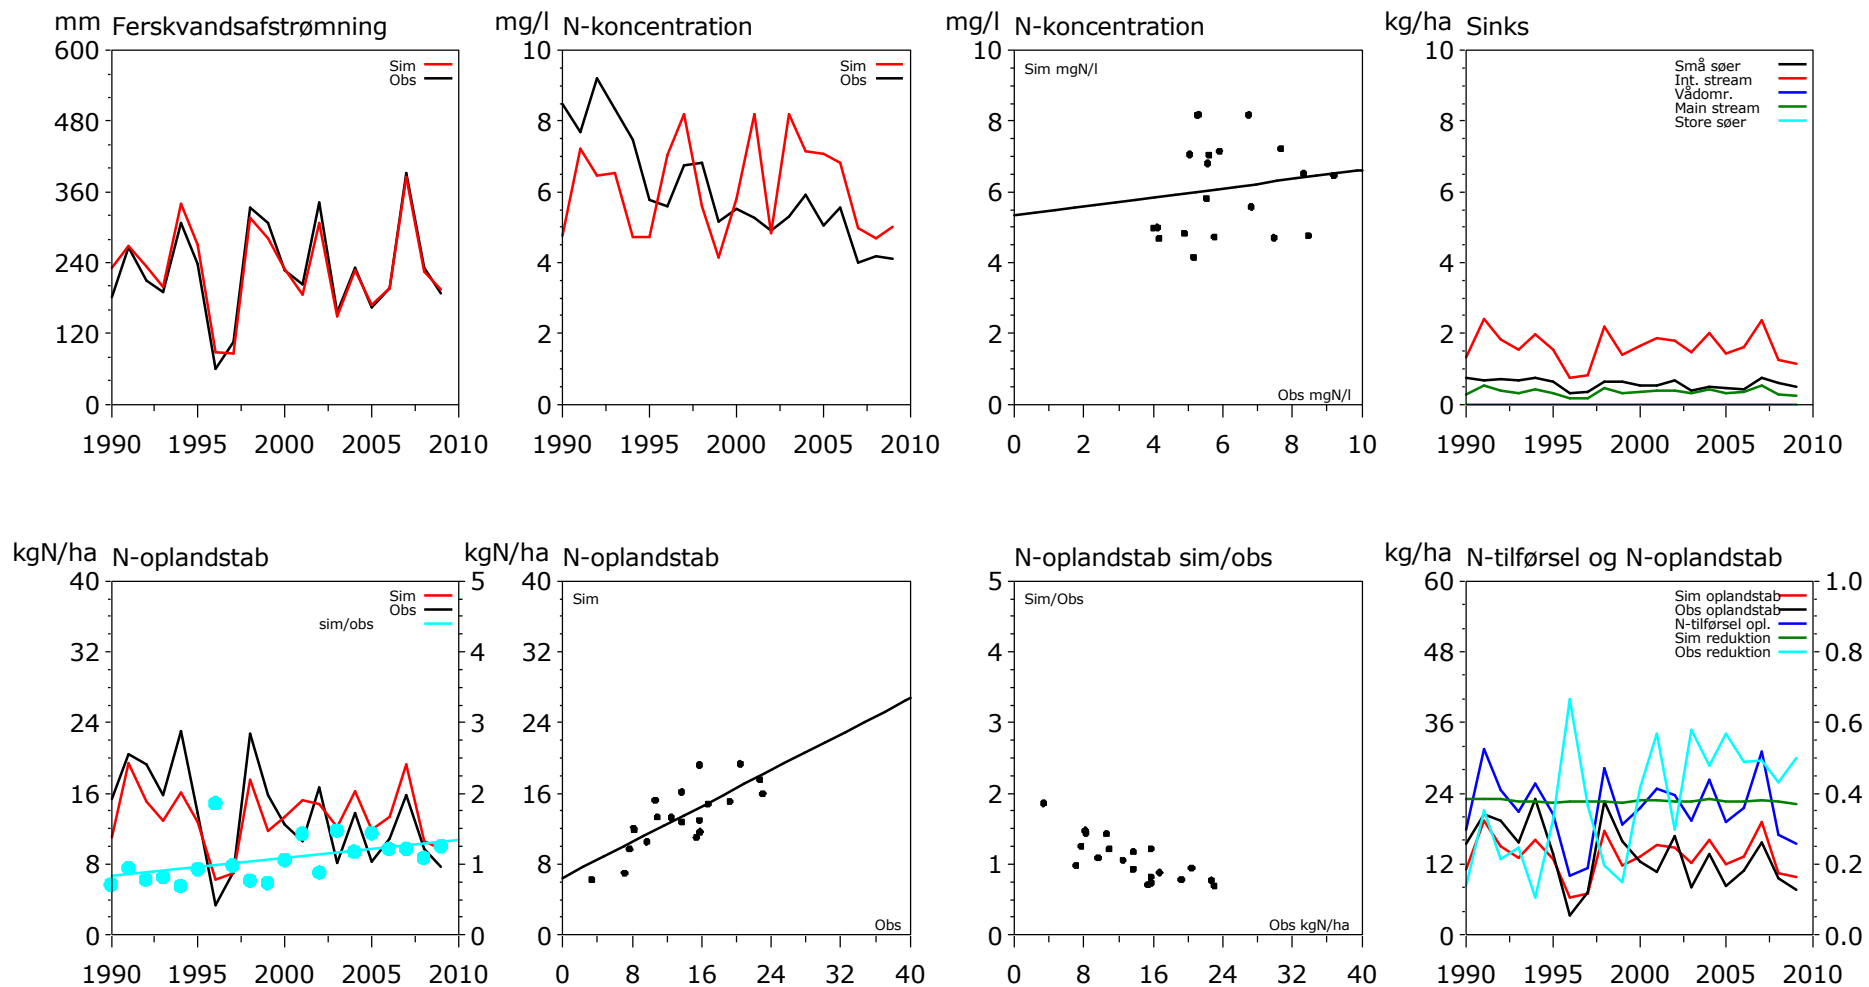 mm Ferskvandsafstrømning
600
480
360
240
120
0
Sim
Obs
1990 1995 2000 2005 2010
mg/l N-koncentration
10
8
6
4
2
0
Sim
Obs
1990 1995 2000 2005 2010
mg/l N-koncentration
10
8
6
4
2
0
Sim mgN/l
Obs mgN/l
0 2 4 6 8 10
kg/ha Sinks
10
8
6
4
2
0
Små søer
Int. stream
Vådomr.
Main stream
Store søer
1990 1995 2000 2005 2010
kgN/ha N-oplandstab
40
32
24
16
8
0
Sim
Obs
sim/obs
5
4
3
2
1
0
1990 1995 2000 2005 2010
kgN/ha N-oplandstab
40
32
24
16
8
0
Sim
Obs
0 8 16 24 32 40
N-oplandstab sim/obs
5
4
3
2
1
0
Sim/Obs
Obs kgN/ha
0 8 16 24 32 40
kg/ha N-tilførsel og N-oplandstab
60
48
36
24
12
0
Sim oplandstab
Obs oplandstab
N-tilførsel opl.
Sim reduktion
Obs reduktion
1.0
0.8
0.6
0.4
0.2
0.0
1990 1995 2000 2005 2010